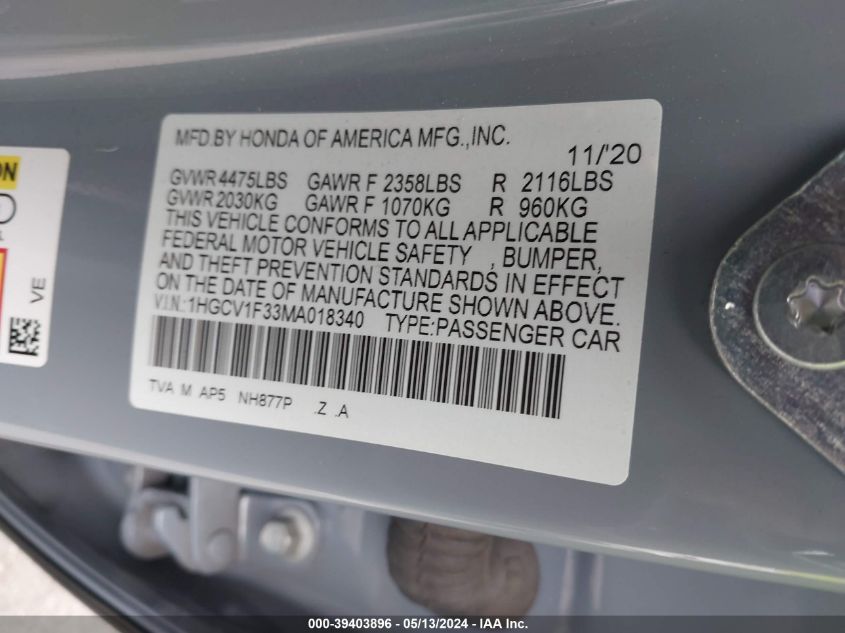 MFD.BY HONDA OF AMERICA MFG.,INC.
11/'20
GVWR 4475LBS GAWR F 2358LBS R 2116LBS
GVWR 2030KG GAWR F 1070KG R 960KG
THIS VEHICLE CONFORMS TO ALL APPLICABLE
FEDERAL MOTOR VEHICLE SAFETY , BUMPER,
AND THEFT PREVENTION STANDARDS IN EFFECT
ON THE DATE OF MANUFACTURE SHOWN ABOVE.
V.I.N.:1HGCV1F33MA018340 TYPE:PASSENGER CAR
TVA M AP5 NH877P .Z .A
VE
000-39403896 - 05/13/2024 - IAA Inc.